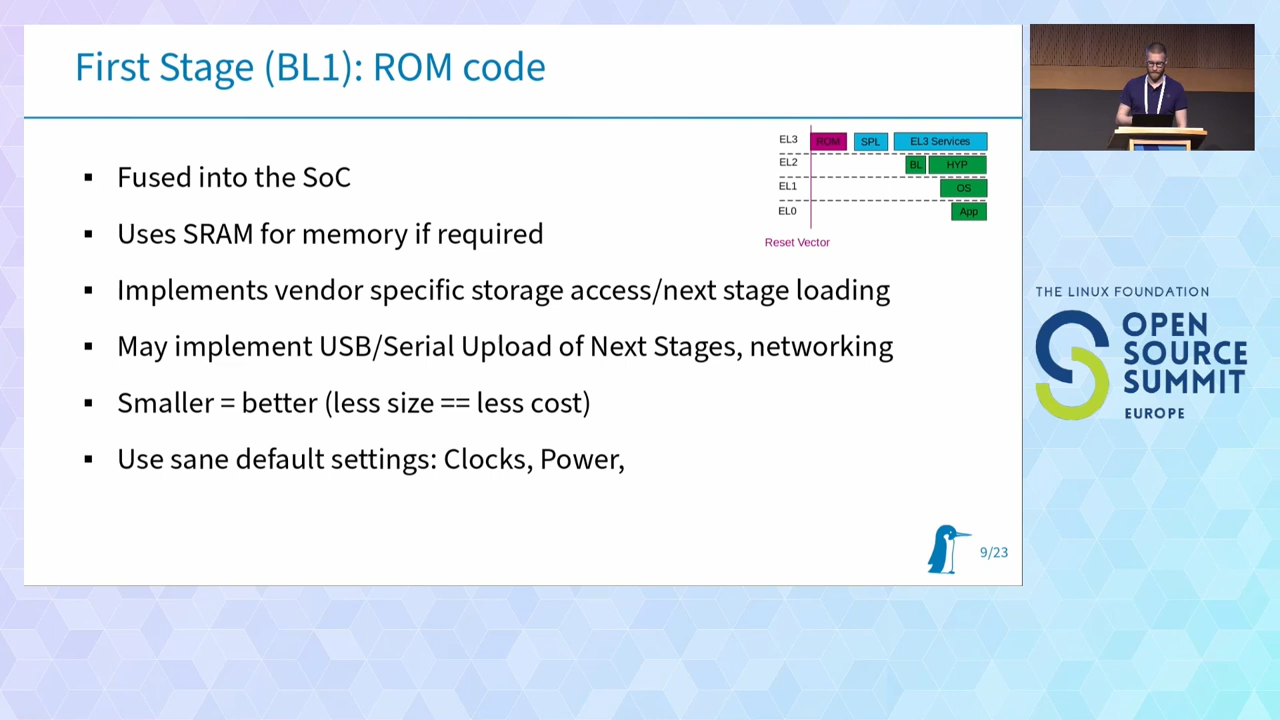 First Stage (BL1): ROM code
Fused into the SoC
Uses SRAM for memory if required
Implements vendor specific storage access/next stage loading
May implement USB/Serial Upload of Next Stages, networking
Smaller = better (less size == less cost)
Use sane default settings: Clocks, Power,
EL3 ROM SPL EL3 Services
EL2 BL HYP
EL1 OS
EL0 App
Reset Vector
9/23
THE LINUX FOUNDATION
OPEN
SOURCE
SUMMIT
EUROPE